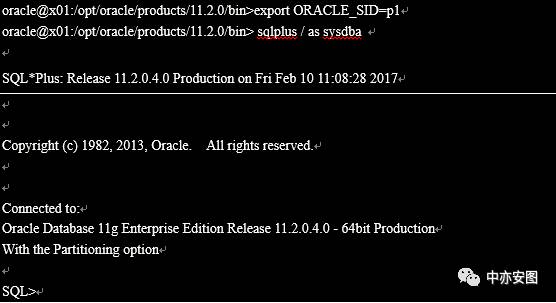 oracle@x01:/opt/oracle/products/11.2.0/bin>export ORACLE_SID=p1
oracle@x01:/opt/oracle/products/11.2.0/bin> sqlplus / as sysdba
SQL*Plus: Release 11.2.0.4.0 Production on Fri Feb 10 11:08:28 2017
Copyright (c) 1982, 2013, Oracle.    All rights reserved.
Connected to:
Oracle Database 11g Enterprise Edition Release 11.2.0.4.0 - 64bit Production
With the Partitioning option
SQL>
中亦安图